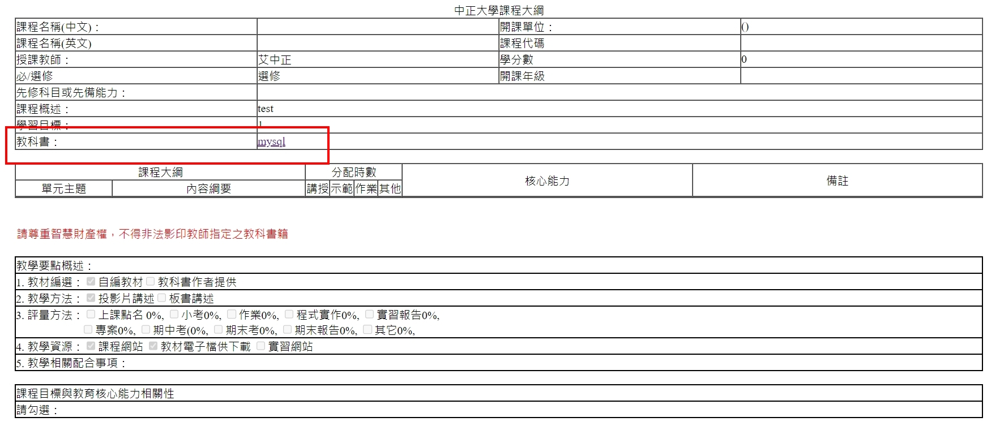 中正大學課程大綱
課程名稱(中文)： 開課單位： ()
課程名稱(英文) 課程代碼
授課教師： 艾中正 學分數 0
必/選修 選修 開課年級
先修科目或先備能力：
課程概述： test
學習目標： 1
教科書： mysql
課程大綱 分配時數 核心能力 備註
單元主題 內容綱要 講授 示範 作業 其他
請尊重智慧財產權，不得非法影印教師指定之教科書籍
教學要點概述：
1. 教材編選： 自編教材 教科書作者提供
2. 教學方法： 投影片講述 板書講述
3. 評量方法： 上課點名 0%, 小考0%, 作業0%, 程式實作0%, 實習報告0%,
專案0%, 期中考(0%, 期末考0%, 期末報告0%, 其它0%,
4. 教學資源： 課程網站 教材電子檔供下載 實習網站
5. 教學相關配合事項：
課程目標與教育核心能力相關性
請勾選：